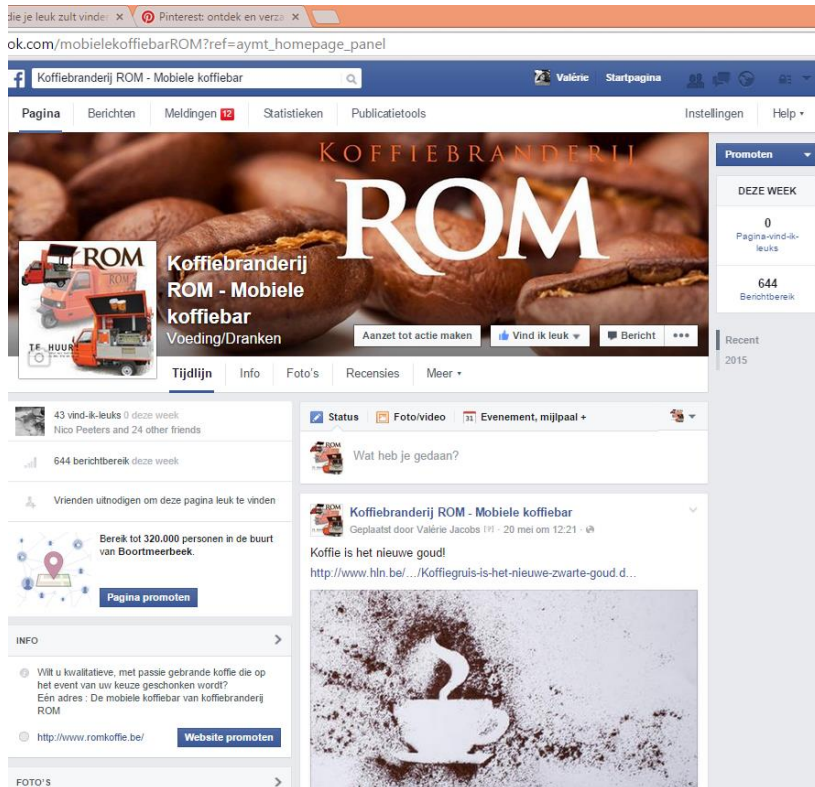 die je leuk zult vinden ×
Pinterest: ontdek en verza ×
ok.com/mobielekoffiebarROM?ref=aymt_homepage_panel
f Koffiebranderij ROM - Mobiele koffiebar
Valérie Startpagina
Pagina Berichten Meldingen 12 Statistieken Publicatietools Instellingen Help
KOFFIEBRANDERIJ
ROM
Promoten
DEZE WEEK
0
Pagina-vind-ik-
leuks
644
Berichtbereik
Recent
2015
ROM
ROM
TE HUUR
Koffiebranderij
ROM - Mobiele
koffiebar
Voeding/Dranken
Aanzet tot actie maken Vind ik leuk Bericht •••
Tijdlijn Info Foto's Recensies Meer
43 vind-ik-leuks 0 deze week
Nico Peeters and 24 other friends
644 berichtbereik deze week
Vrienden uitnodigen om deze pagina leuk te vinden
Bereik tot 320.000 personen in de buurt
van Boortmeerbeek.
Pagina promoten
INFO
Wilt u kwalitatieve, met passie gebrande koffie die op
het event van uw keuze geschonken wordt?
Eén adres : De mobiele koffiebar van koffiebranderij
ROM
http://www.romkoffie.be/ Website promoten
FOTO'S
Status Foto/video 31 Evenement, mijlpaal +
Wat heb je gedaan?
Koffiebranderij ROM - Mobiele koffiebar
Geplaatst door Valérie Jacobs [?] · 20 mei om 12:21 ·
Koffie is het nieuwe goud!
http://www.hln.be/…/Koffiegruis-is-het-nieuwe-zwarte-goud.d…